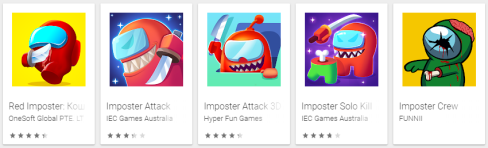 Red Imposter: Kou
OneSoft Global PTE. LT
Imposter Attack
IEC Games Australia
Imposter Attack 3D
Hyper Fun Games
Imposter Solo Kill
IEC Games Australia
Imposter Crew
FUNNII